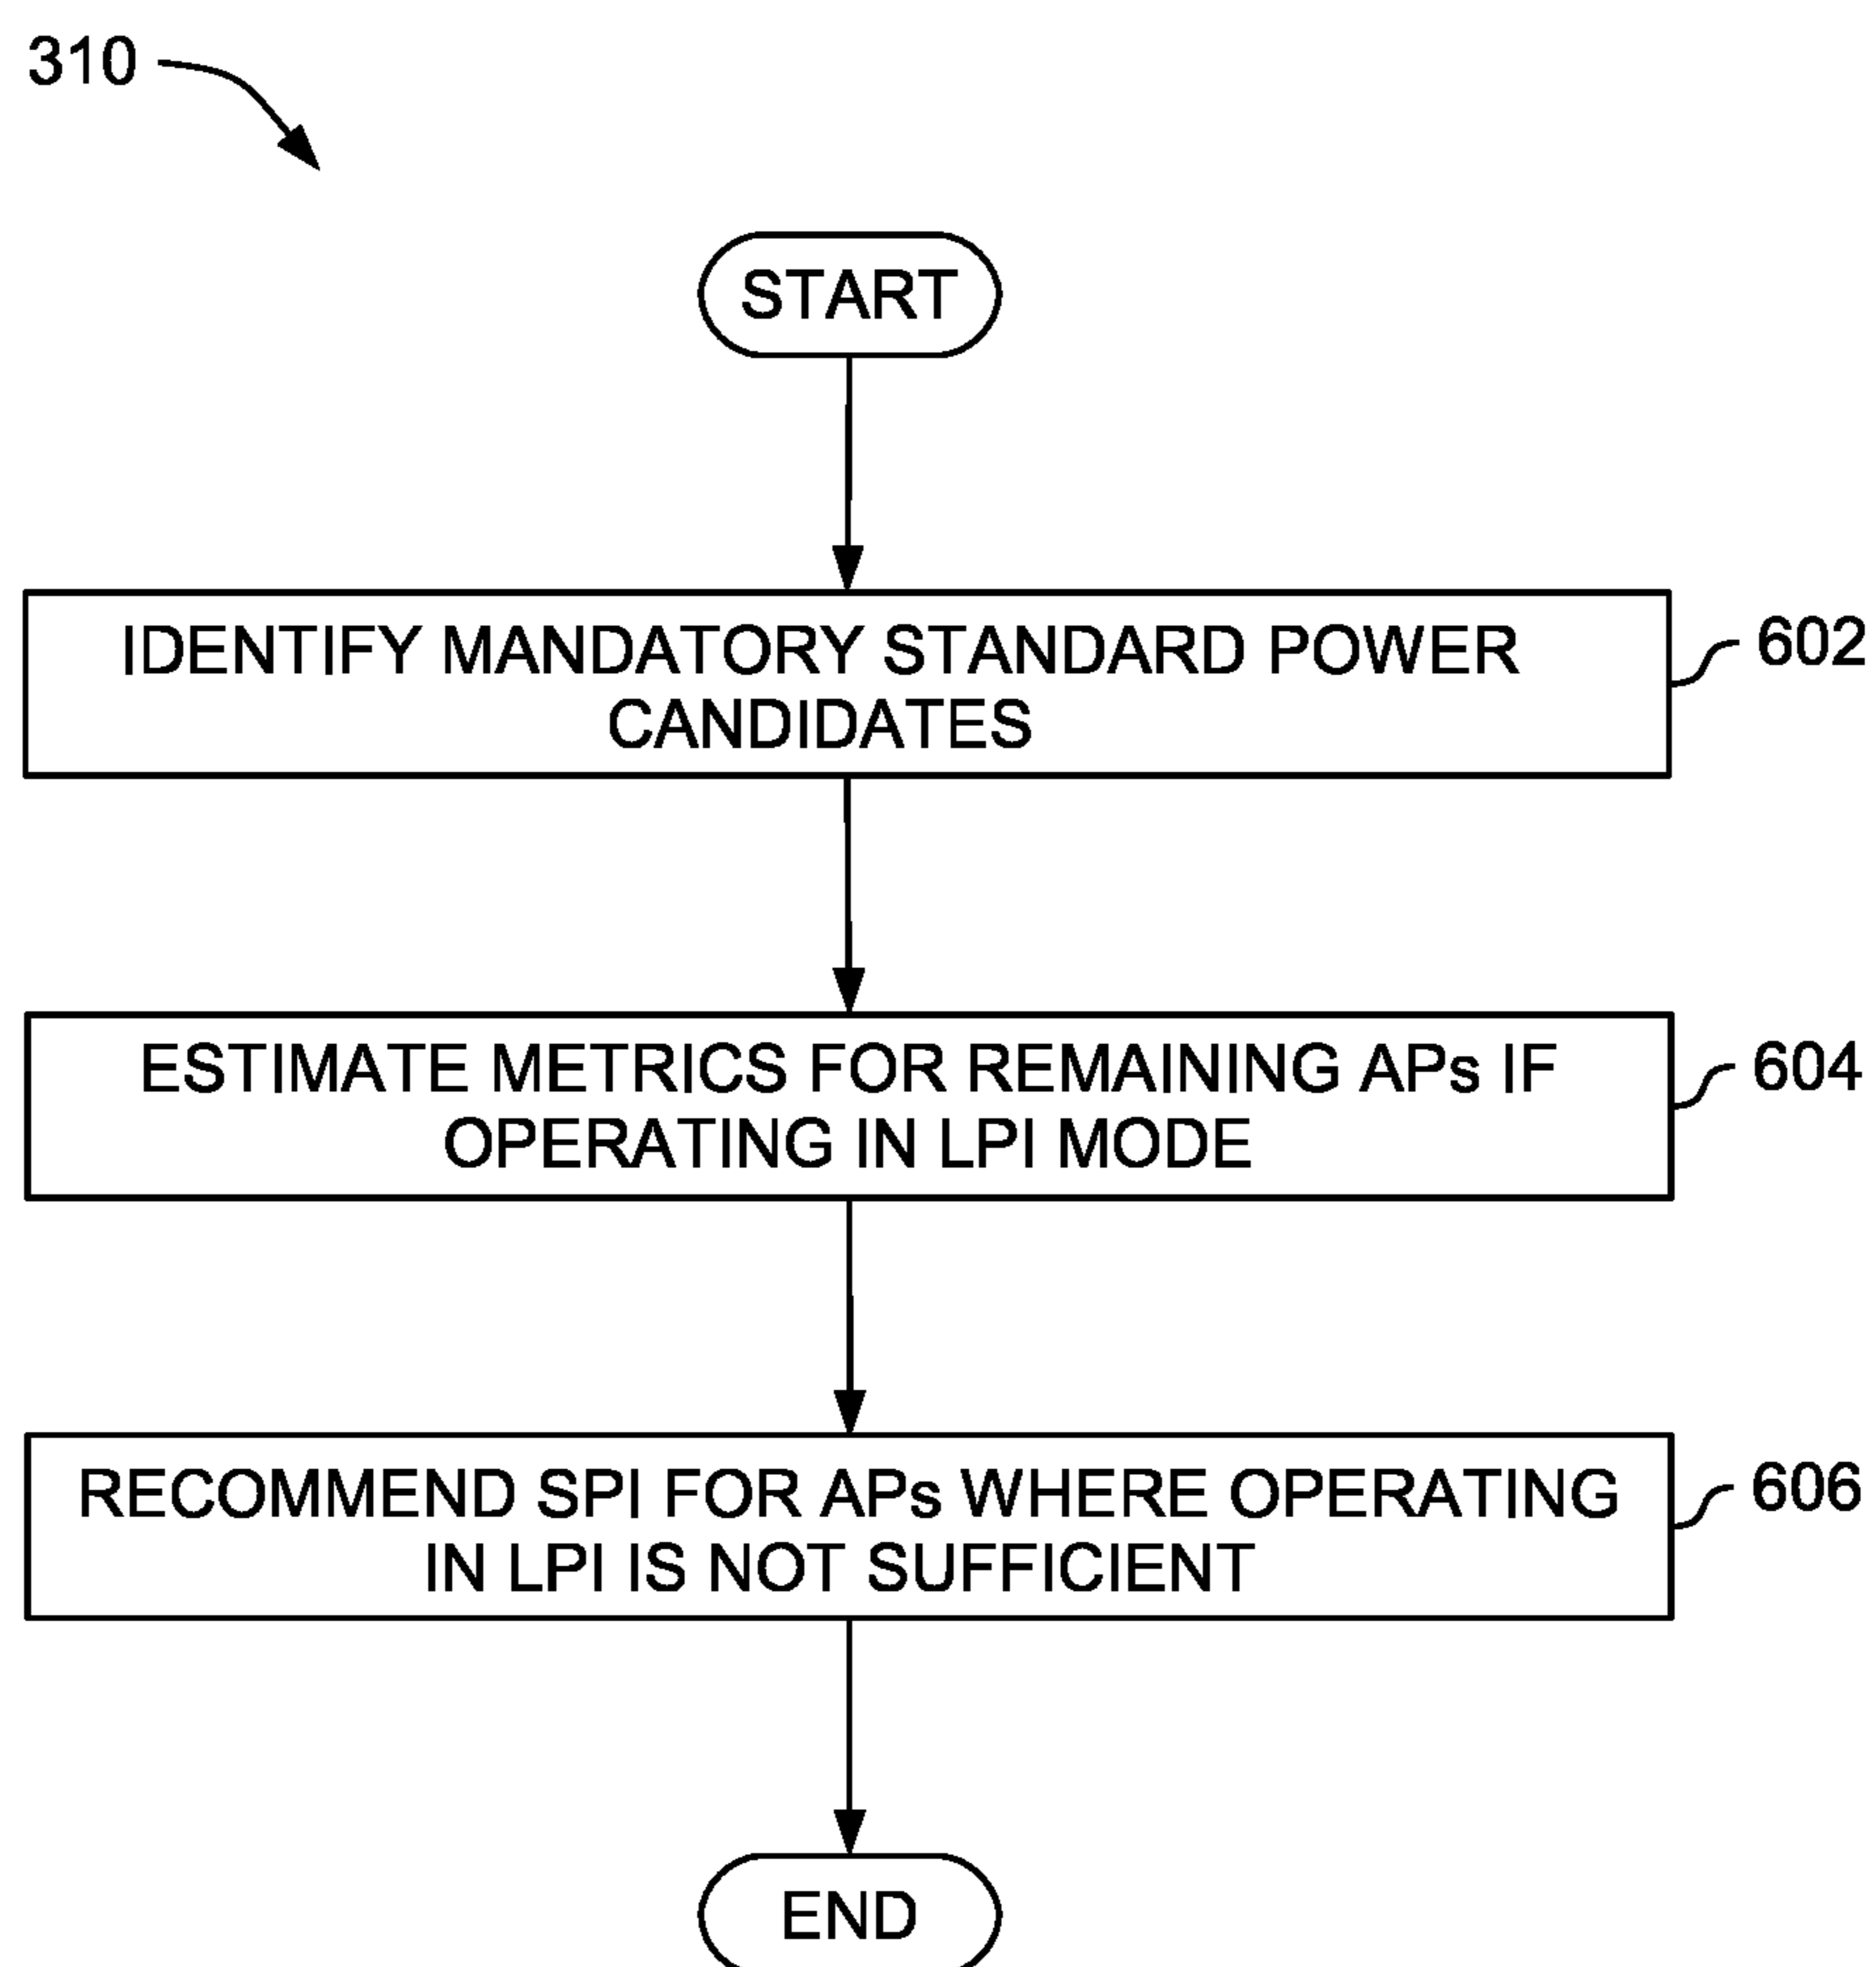 310
START
IDENTIFY MANDATORY STANDARD POWER
CANDIDATES
602
ESTIMATE METRICS FOR REMAINING APs IF
OPERATING IN LPI MODE
604
RECOMMEND SPI FOR APs WHERE OPERATING
IN LPI IS NOT SUFFICIENT
606
END